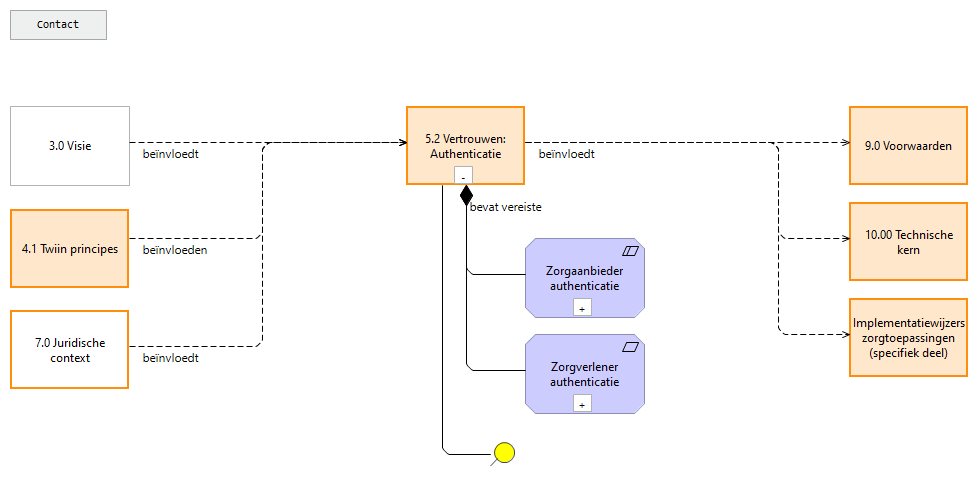 Contact
3.0 Visie
beïnvloedt
4.1 Twiin principes
beïnvloeden
7.0 Juridische
context
beïnvloedt
5.2 Vertrouwen:
Authenticatie
-
beïnvloedt
bevat vereiste
Zorgaanbieder
authenticatie
+
Zorgverlener
authenticatie
+
9.0 Voorwaarden
10.00 Technische
kern
Implementatiewijzers
zorgtoepassingen
(specifiek deel)